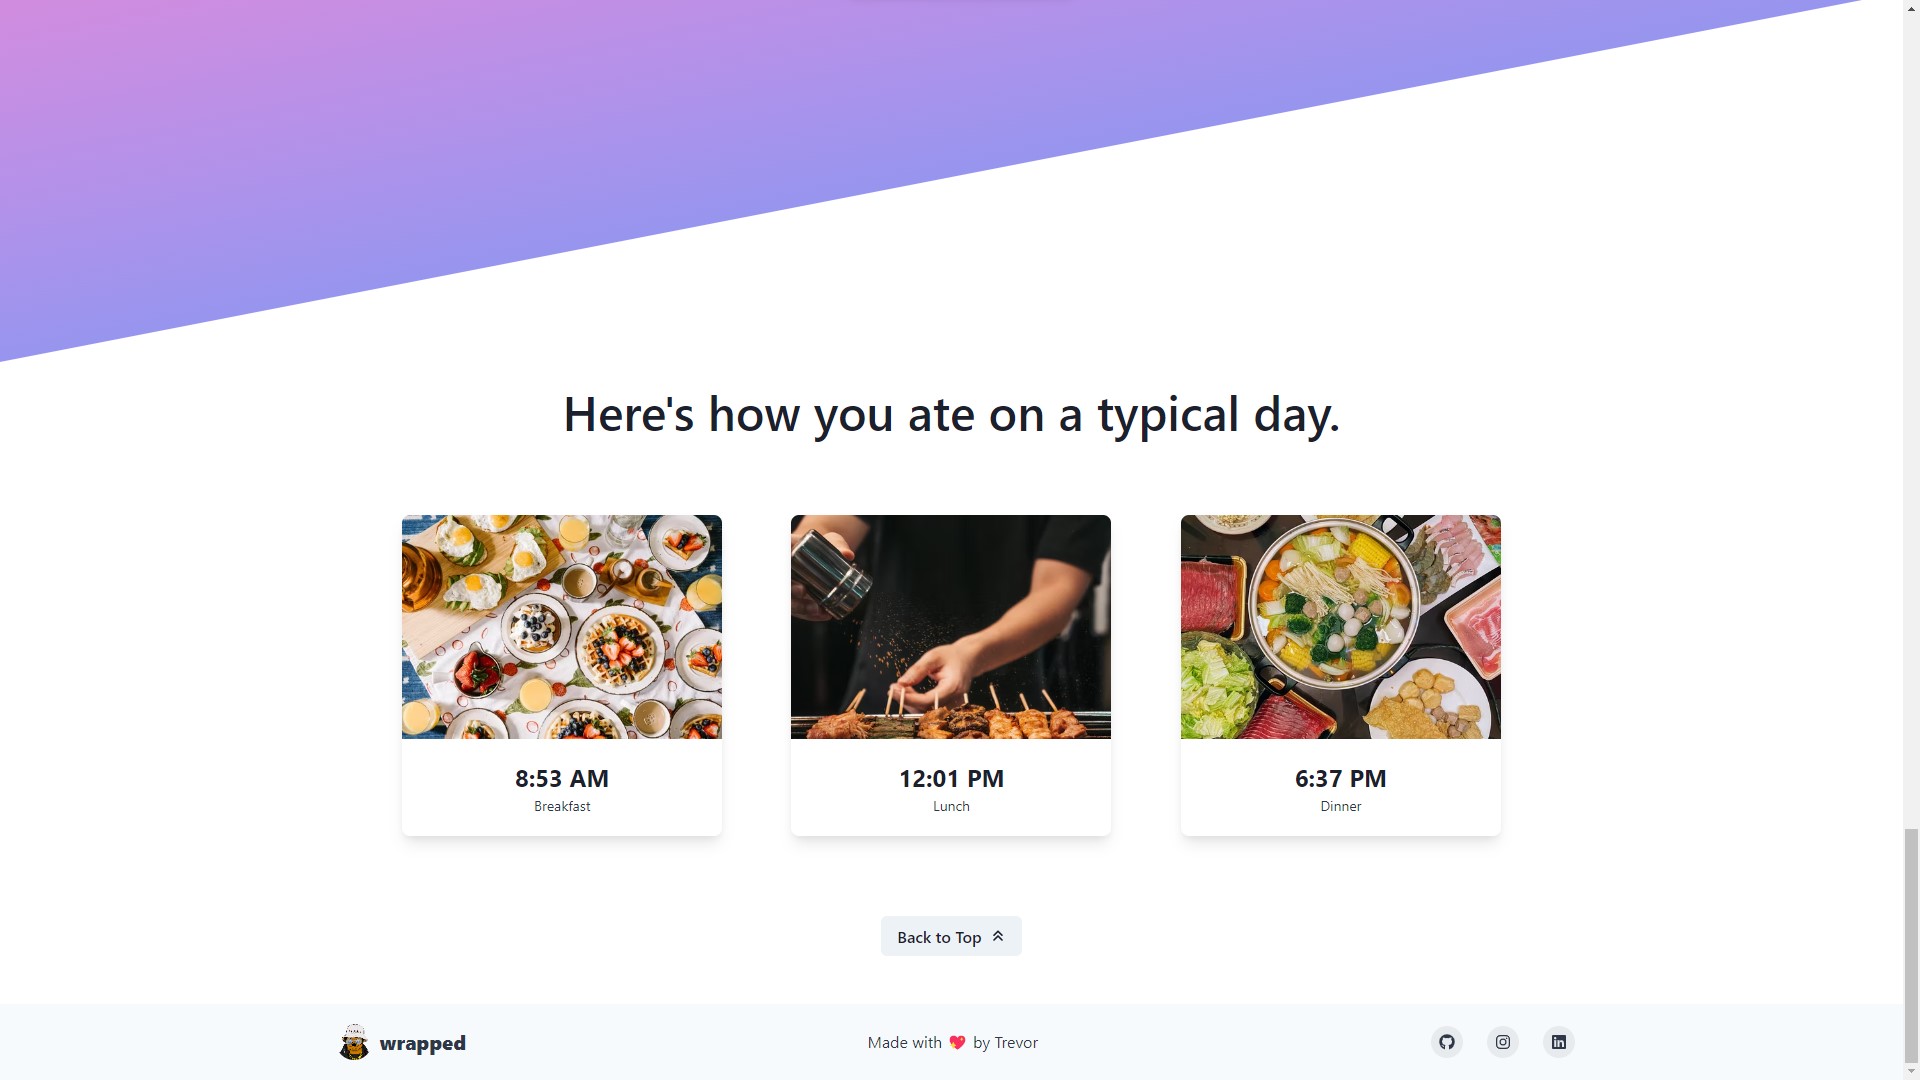 Here's how you ate on a typical day.
8:53 AM
Breakfast
12:01 PM
Lunch
6:37 PM
Dinner
Back to Top
wrapped
Made with 💖 by Trevor